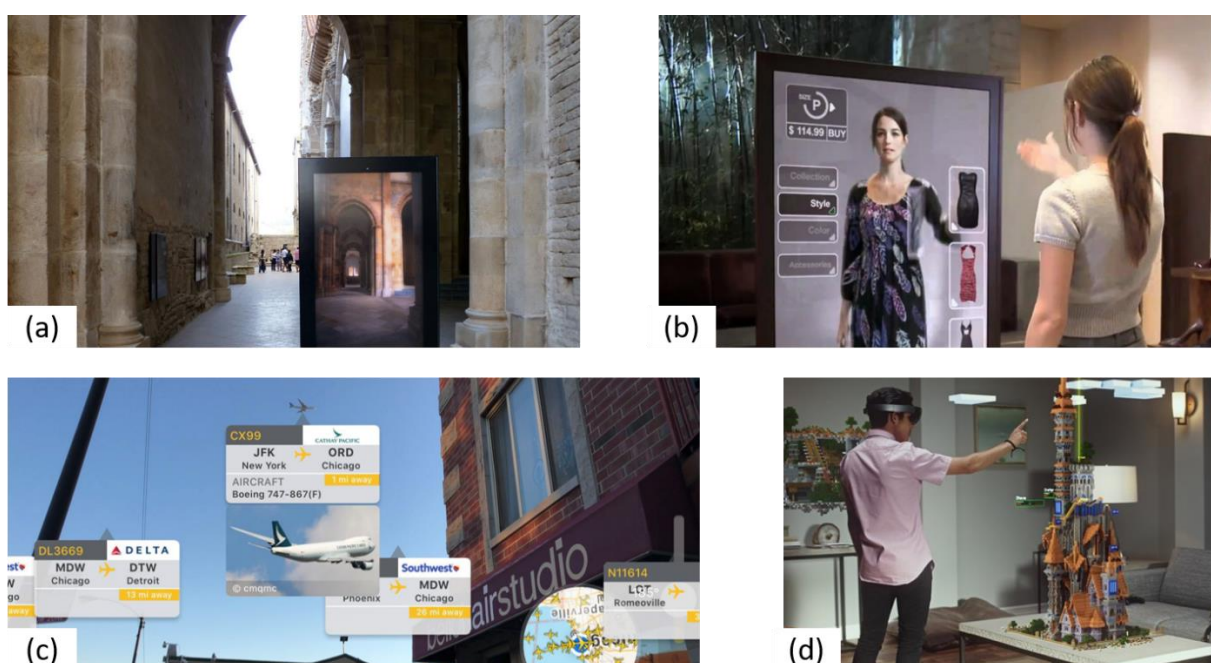 (a)
SIZE
P
$ 114.99 BUY
Collection
Style
Color
Accessories
(b)
CX99
CATHAY PACIFIC
JFK ORD
New York Chicago
1 mi away
AIRCRAFT
Boeing 747-867(F)
© cmqmc
DL3669 DELTA
MDW DTW
Chicago Detroit
13 mi away
Southwest
MDW
Phoenix Chicago
26 mi away
airstudio
N11614
LOT
Romeoville
(c)
(d)